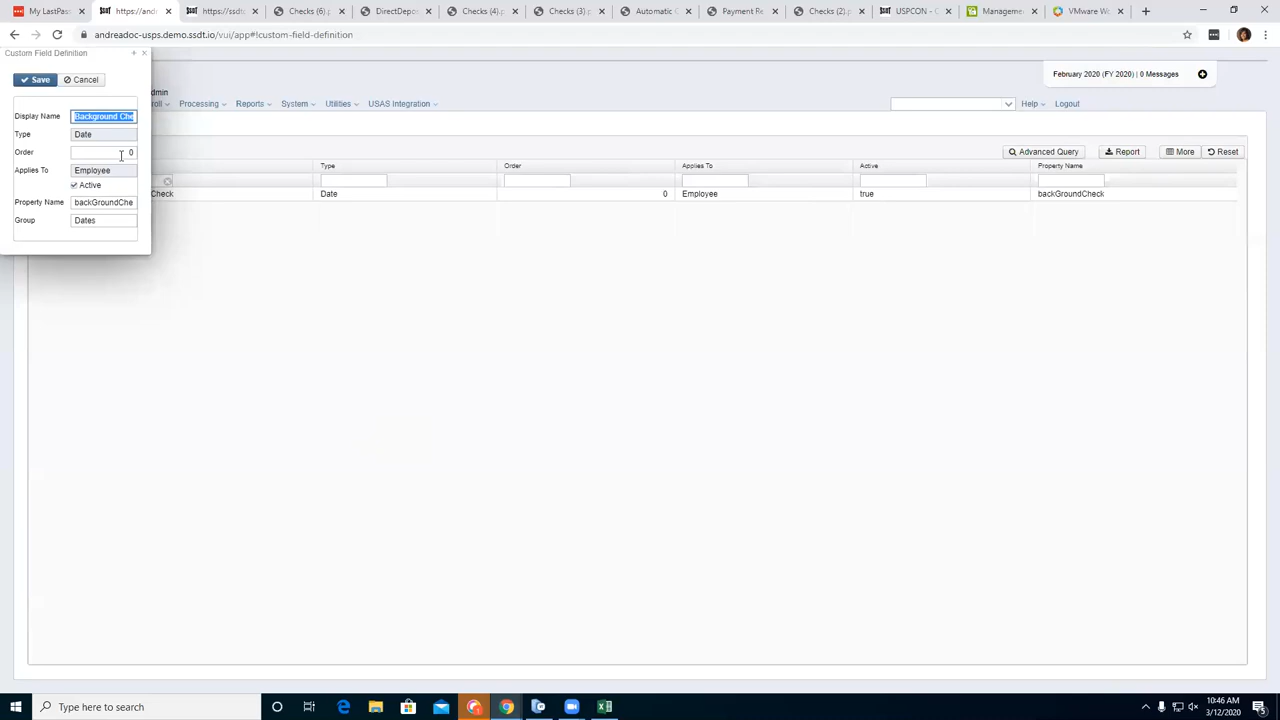 My LastPass
https://andr
https://ssdt
Checks (6).p
DirectDepos
Checks (4).p
Checks (3).p
Automatic C
Payment Re
Checks (2).p
USPCON - C
Manageme
VMware Wo
andreadoc-usps.demo.ssdt.io/vui/app#!custom-field-definition
Custom Field Definition
Save Cancel
Display Name Background Che
Type Date
Order 0
Applies To Employee
Active
Property Name backGroundChe
Group Dates
dmin
February 2020 (FY 2020) | 0 Messages
oll Processing Reports System Utilities USAS Integration Help Logout
Advanced Query Report More Reset
Type Order Applies To Active Property Name
Check Date 0 Employee true backGroundCheck
Type here to search
10:46 AM
3/12/2020
5